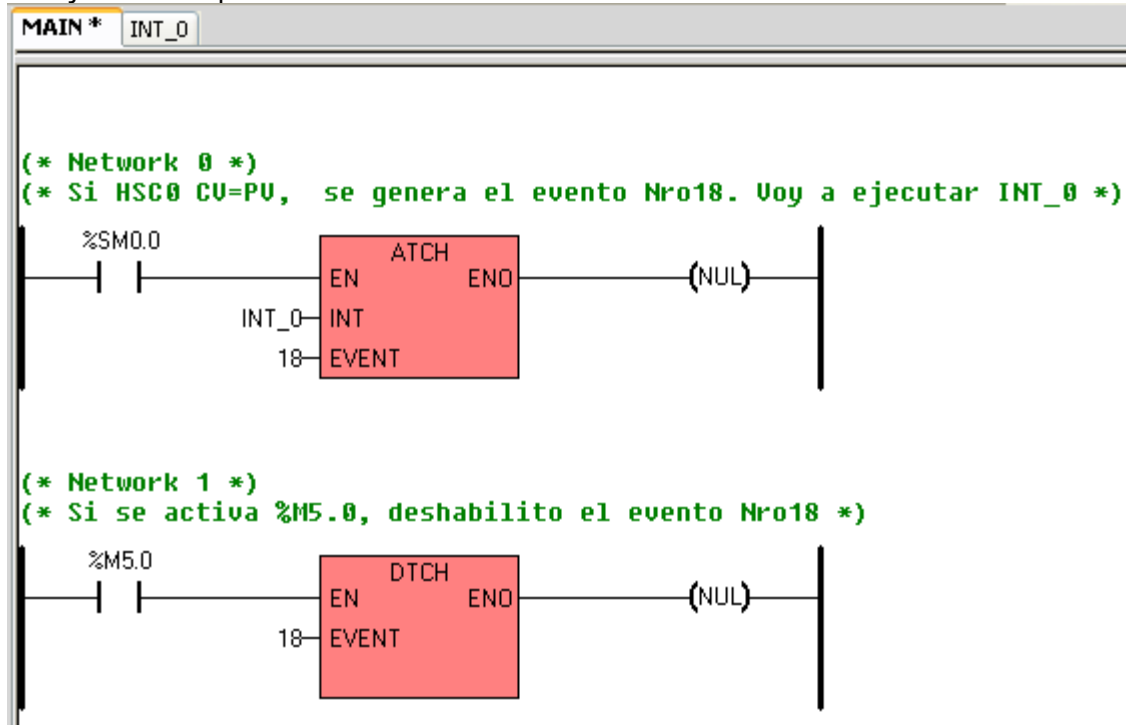 MAIN * INT_0
(* Network 0 *)
(* Si HSC0 CV=PV, se genera el evento Nro18. Voy a ejecutar INT_0 *)
%SM0.0
ATCH
EN ENO (NUL)
INT_0 INT
18 EVENT
(* Network 1 *)
(* Si se activa %M5.0, deshabilito el evento Nro18 *)
%M5.0
DTCH
EN ENO (NUL)
18 EVENT